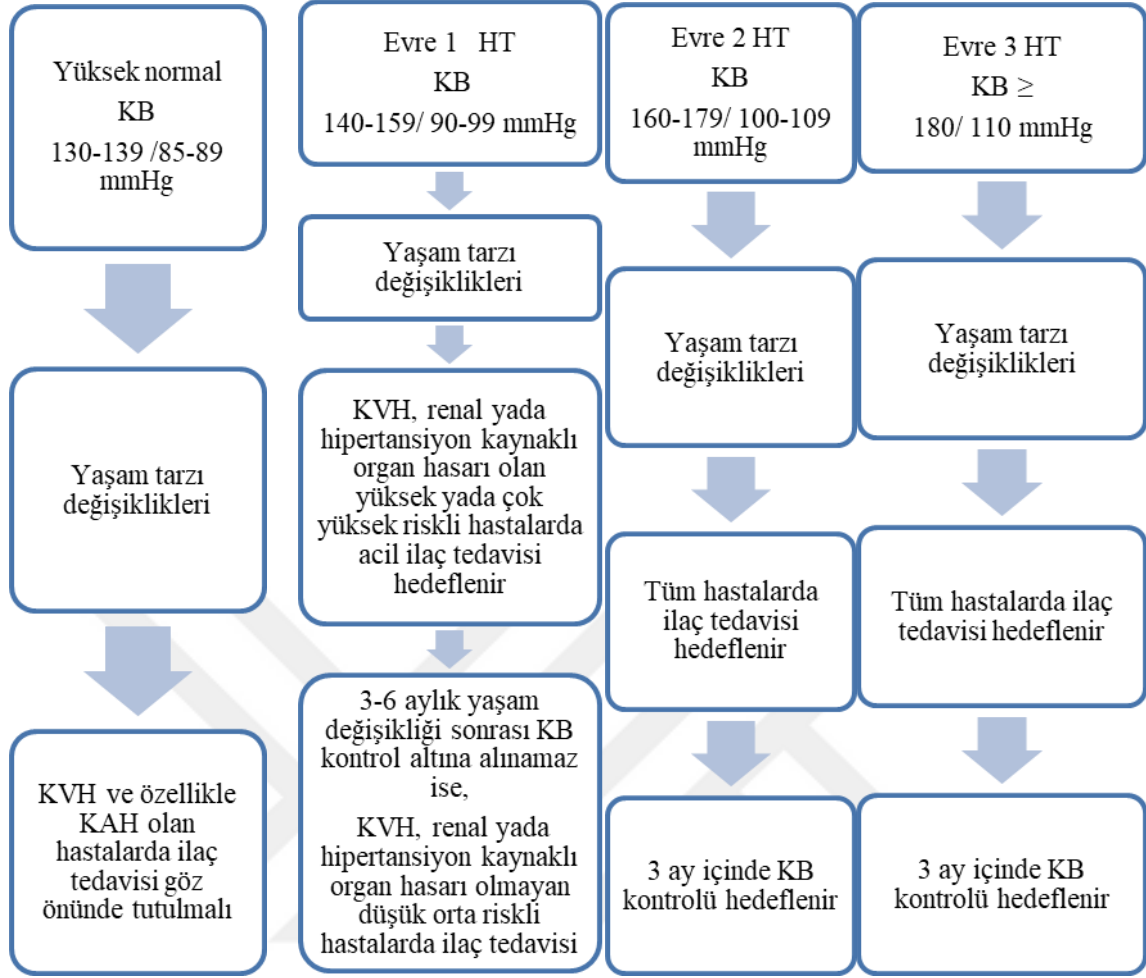 Yüksek normal
KB
130-139 /85-89
mmHg
Yaşam tarzı
değişiklikleri
KVH ve özellikle
KAH olan
hastalarda ilaç
tedavisi göz
önünde tutulmalı
Evre 1 HT
KB
140-159/ 90-99 mmHg
Yaşam tarzı
değişiklikleri
KVH, renal yada
hipertansiyon kaynaklı
organ hasarı olan
yüksek yada çok
yüksek riskli hastalarda
acil ilaç tedavisi
hedeflenir
3-6 aylık yaşam
değişikliği sonrası KB
kontrol altına alınamaz
ise,
KVH, renal yada
hipertansiyon kaynaklı
organ hasarı olmayan
düşük orta riskli
hastalarda ilaç tedavisi
Evre 2 HT
KB
160-179/ 100-109
mmHg
Yaşam tarzı
değişiklikleri
Tüm hastalarda
ilaç tedavisi
hedeflenir
3 ay içinde KB
kontrolü hedeflenir
Evre 3 HT
KB ≥
180/ 110 mmHg
Yaşam tarzı
değişiklikleri
Tüm hastalarda ilaç
tedavisi hedeflenir
3 ay içinde KB
kontrolü hedeflenir